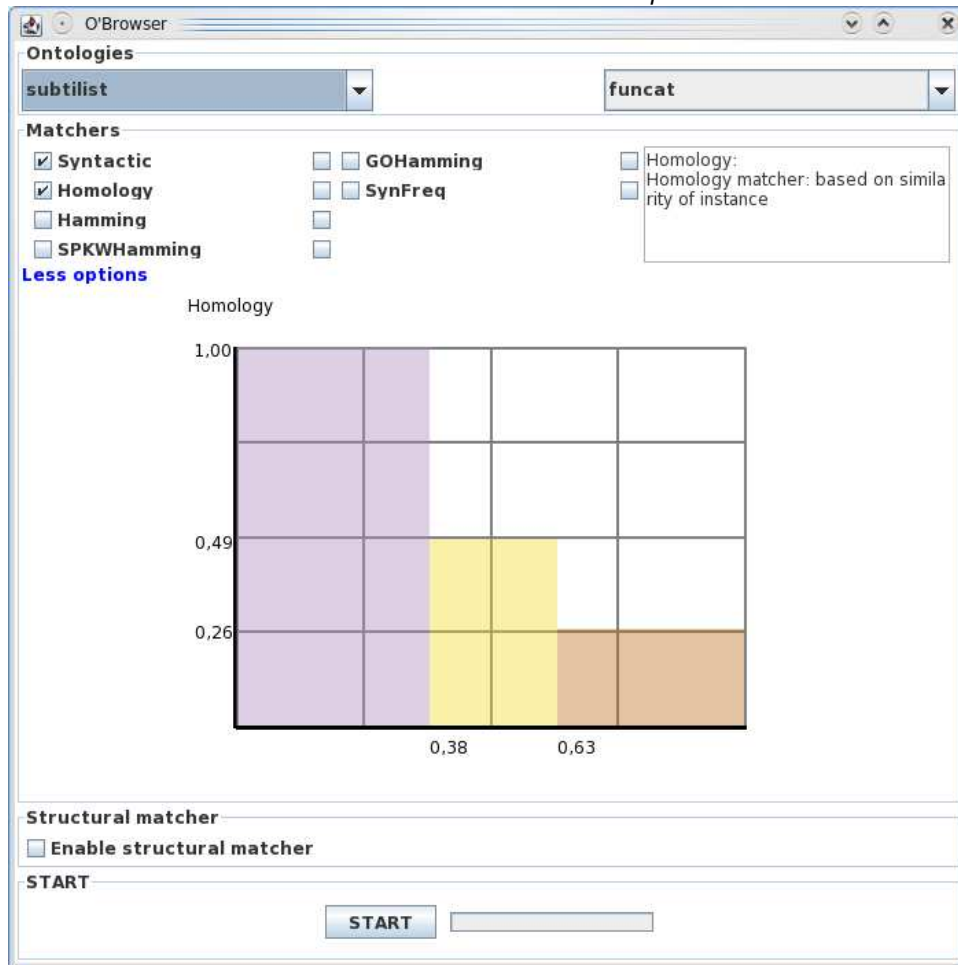 O'Browser
Ontologies
subtilist funcat
Matchers
Syntactic GOHamming Homology:
Homology SynFreq Homology matcher: based on simila
rity of instance
Hamming
SPKWHamming
Less options
Homology
1,00
0,49
0,26
0,38 0,63
Structural matcher
Enable structural matcher
START
START